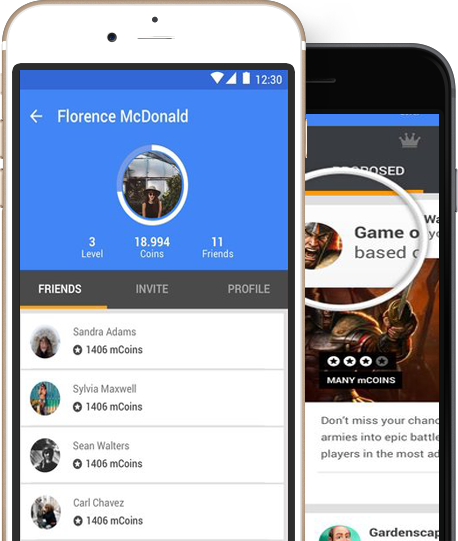 12:30
Florence McDonald
3
Level
18.994
Coins
11
Friends
FRIENDS
INVITE
PROFILE
Sandra Adams
1406 mCoins
Sylvia Maxwell
1406 mCoins
Sean Walters
1406 mCoins
Carl Chavez
1406 mCoins
PROPOSED
Game o
based
MANY mCOINS
Don't miss your chanc
armies into epic battle
players in the most ad
Gardenscap